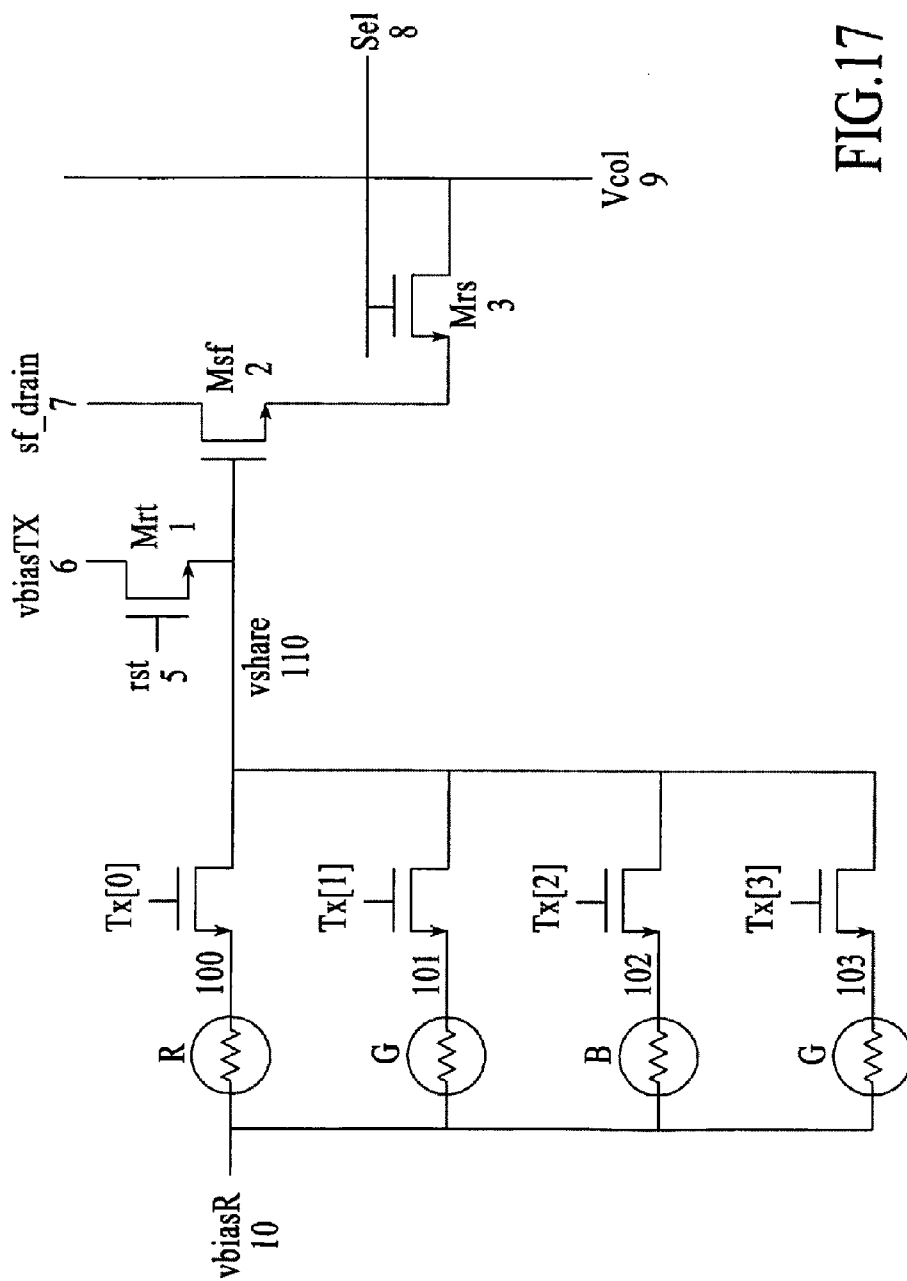 vbiasR
10
R
G
B
G
100
101
102
103
Tx[0]
Tx[1]
Tx[2]
Tx[3]
vshare
110
rst
5
vbiasTX
6
Mrt
1
sf_drain
7
Msf
2
Mrs
3
Sel
8
Vcol
9
FIG.17